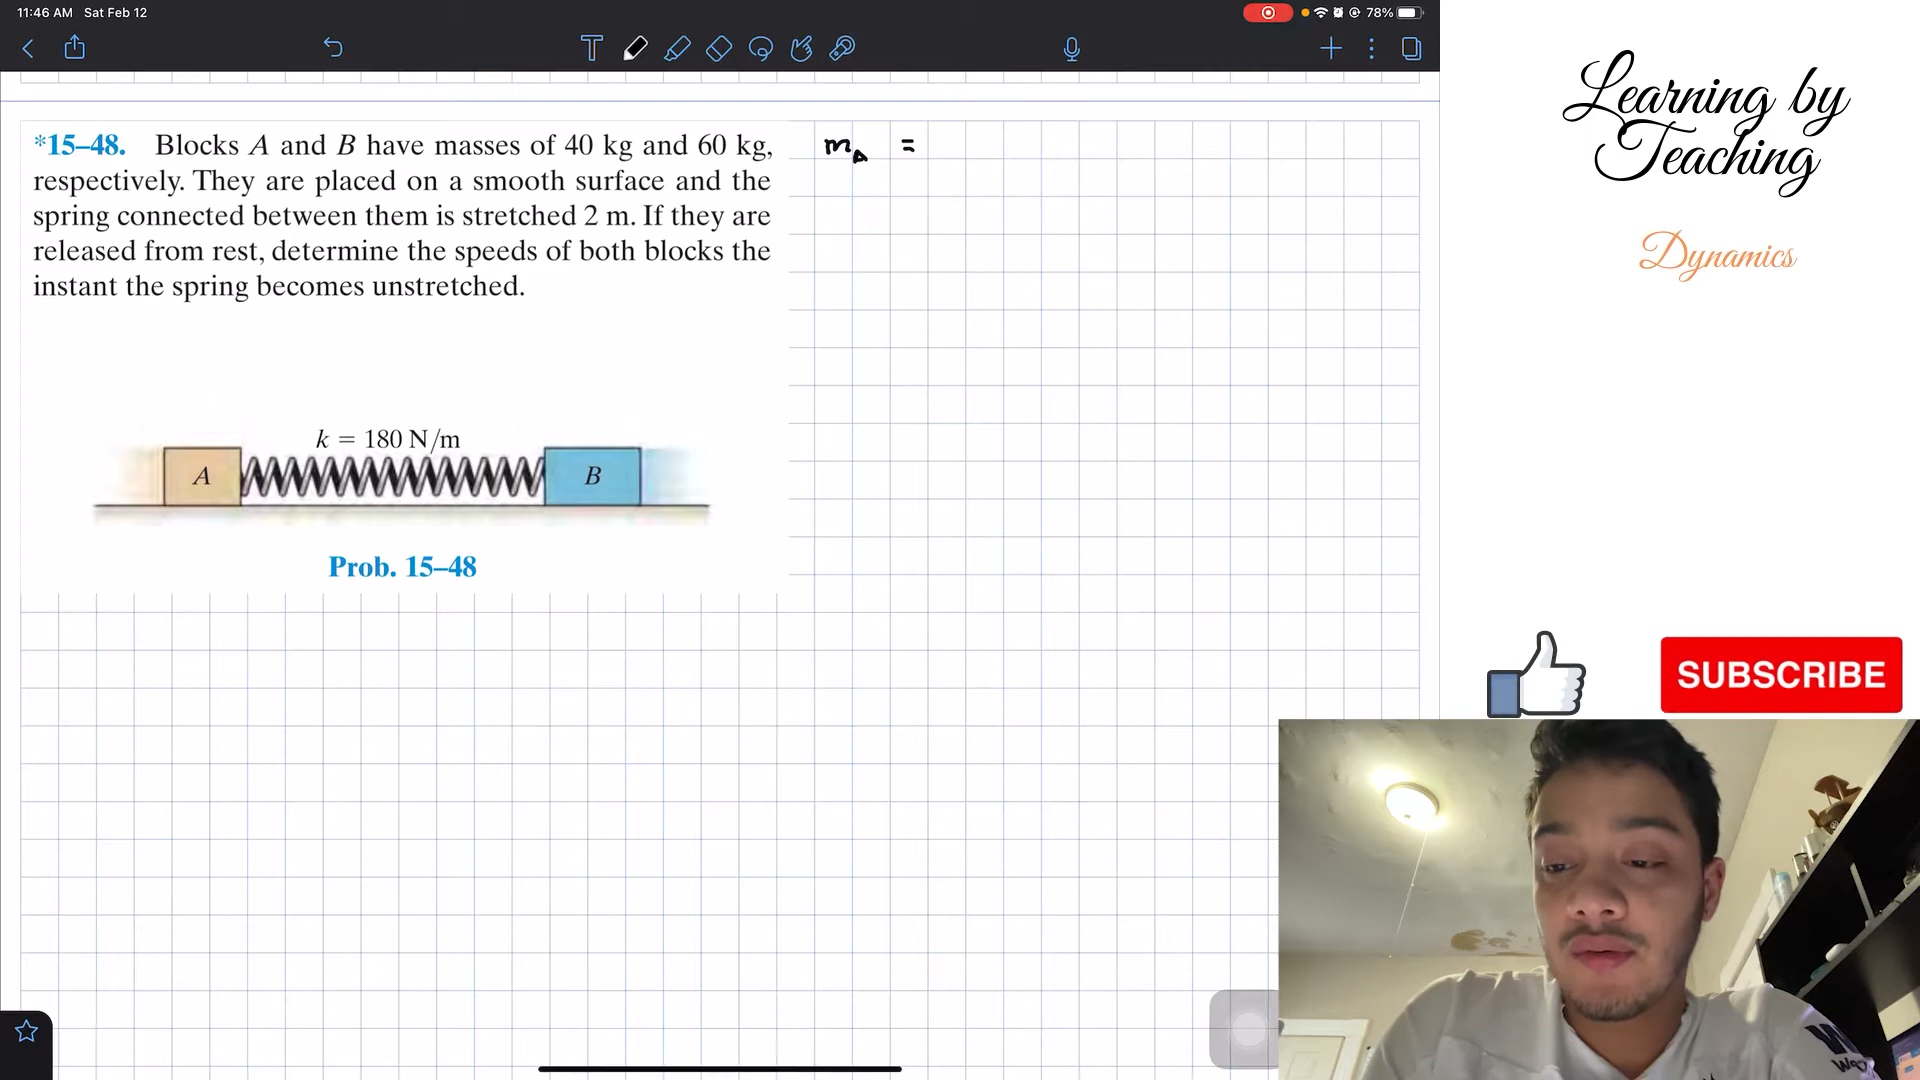 11:46 AM Sat Feb 12
78%
*15–48. Blocks A and B have masses of 40 kg and 60 kg,
respectively. They are placed on a smooth surface and the
spring connected between them is stretched 2 m. If they are
released from rest, determine the speeds of both blocks the
instant the spring becomes unstretched.
k = 180 N/m
A
B
Prob. 15–48
m_A =
Learning by
Teaching
Dynamics
SUBSCRIBE